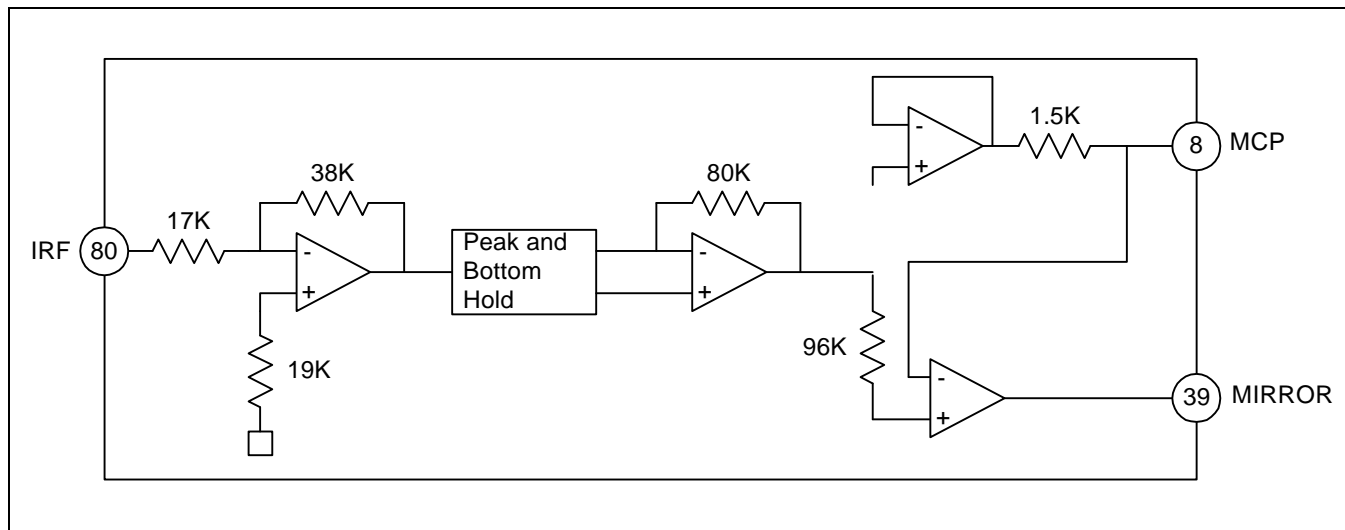 1.5K
-
+
8
MCP
38K
80K
17K
IRF
80
-
+
Peak and
Bottom
Hold
-
+
19K
96K
-
+
39
MIRROR